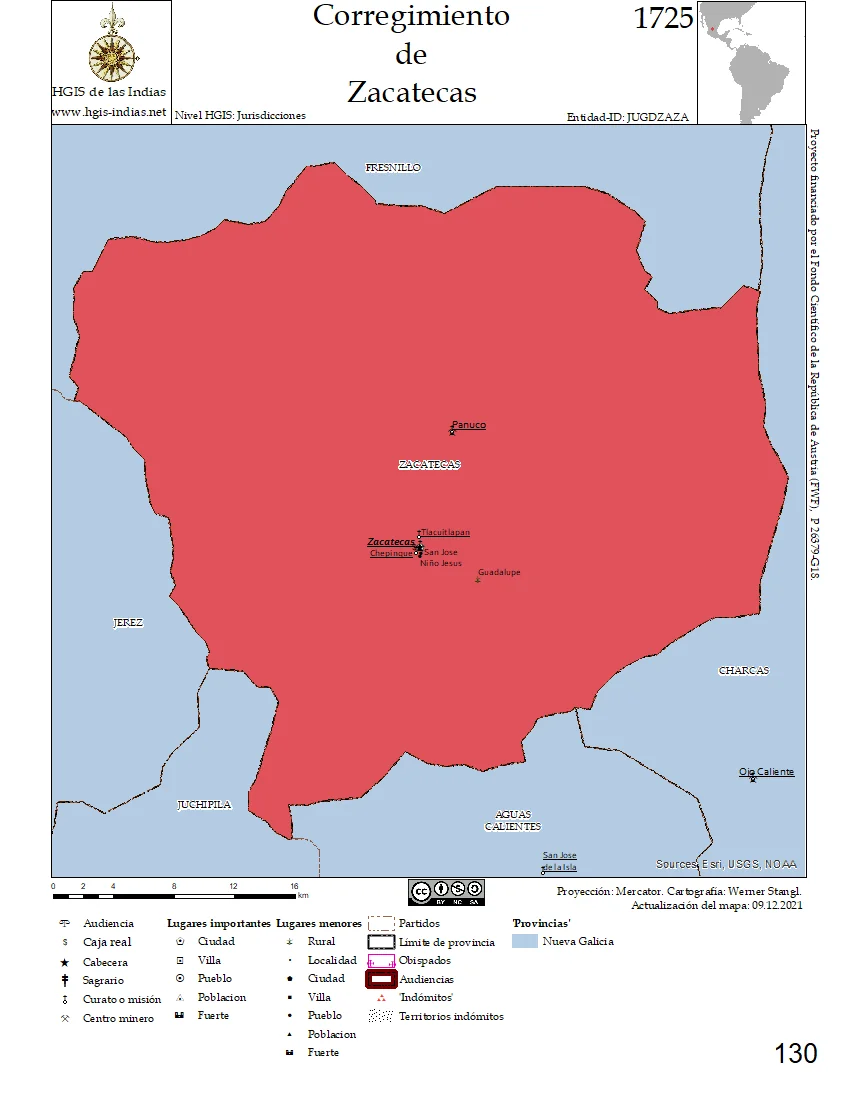 Corregimiento
de
Zacatecas
1725
HGIS de las Indias
www.hgis-indias.net
Nivel HGIS: Jurisdicciones
Entidad-ID: JUGDZAZA
Proyecto financiado por el Fondo Científico de la República de Austria (FWF), P 26379-G18.
FRESNILLO
Panuco
ZACATECAS
Tlacuitlapan
Zacatecas
Chepinque
San Jose
Niño Jesus
Guadalupe
JEREZ
CHARCAS
Ojo Caliente
JUCHIPILA
AGUAS
CALIENTES
San Jose
de la Isla
Sources: Esri, USGS, NOAA
0 2 4 8 12 16
km
CC BY NC SA
Proyección: Mercator. Cartografía: Werner Stangl.
Actualización del mapa: 09.12.2021
Audiencia
Caja real
Cabecera
Sagrario
Curato o misión
Centro minero
Lugares importantes
Ciudad
Villa
Pueblo
Poblacion
Fuerte
Lugares menores
Rural
Localidad
Ciudad
Villa
Pueblo
Poblacion
Fuerte
Partidos
Límite de provincia
Obispados
Audiencias
'Indómitos'
Territorios indómitos
'Provincias'
Nueva Galicia
130